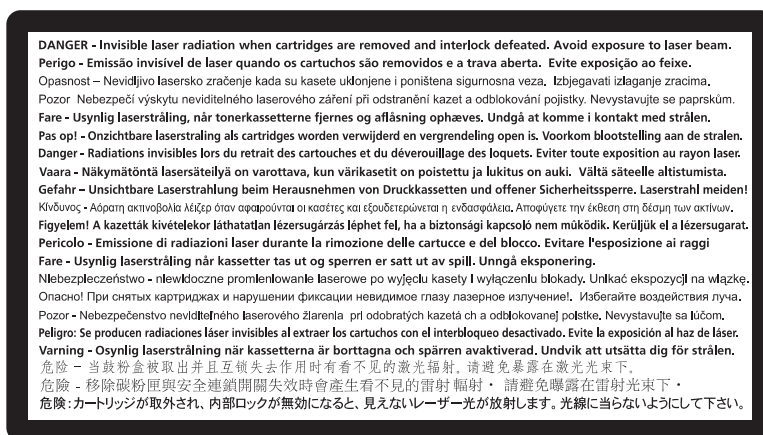 DANGER - Invisible laser radiation when cartridges are removed and interlock defeated. Avoid exposure to laser beam.
Perigo - Emissão invisível de laser quando os cartuchos são removidos e a trava aberta. Evite exposição ao feixe.
Opasnost – Nevidljivo lasersko zračenje kada su kasete uklonjene i poništena sigurnosna veza. Izbjegavati izlaganje zracima.
Pozor Nebezpečí výskytu neviditelného laserového záření při odstranění kazet a odblokování pojistky. Nevystavujte se paprskům.
Fare - Usynlig laserstråling, når tonerkassetterne fjernes og aflåsning ophæves. Undgå at komme i kontakt med strålen.
Pas op! - Onzichtbare laserstraling als cartridges worden verwijderd en vergrendeling open is. Voorkom blootstelling aan de stralen.
Danger - Radiations invisibles lors du retrait des cartouches et du déverouillage des loquets. Eviter toute exposition au rayon laser.
Vaara - Näkymätöntä lasersäteilyä on varottava, kun värikasetit on poistettu ja lukitus on auki. Vältä säteelle altistumista.
Gefahr – Unsichtbare Laserstrahlung beim Herausnehmen von Druckkassetten und offener Sicherheitssperre. Laserstrahl meiden!
Κίνδυνος - Αόρατη ακτινοβολία λέιζερ όταν αφαιρούνται οι κασέτες και εξουδετερώνεται η ενδασφάλεια. Αποφύγετε την έκθεση στη δέσμη των ακτίνων.
Figyelem! A kazetták kivételekor láthatatlan lézersugárzás léphet fel, ha a biztonsági kapcsoló nem működik. Kerüljük el a lézersugarat.
Pericolo - Emissione di radiazioni laser durante la rimozione delle cartucce e del blocco. Evitare l'esposizione ai raggi
Fare - Usynlig laserstråling når kassetter tas ut og sperren er satt ut av spill. Unngå eksponering.
Niebezpieczeństwo - niewidoczne promieniowanie laserowe po wyjęciu kasety i wyłączeniu blokady. Unikać ekspozycji na wiązkę.
Опасно! При снятых картриджах и нарушении фиксации невидимое глазу лазерное излучение!. Избегайте воздействия луча.
Pozor - Nebezpečenstvo neviditeľného laserového žiarenia pri odobratých kazetá ch a odblokovanej poistke. Nevystavujte sa lúčom.
Peligro: Se producen radiaciones láser invisibles al extraer los cartuchos con el interbloqueo desactivado. Evite la exposición al haz de láser.
Varning - Osynlig laserstrålning när kassetterna är borttagna och spärren avaktiverad. Undvik att utsätta dig för strålen.
危险 – 当鼓粉盒被取出并且互锁失去作用时有看不见的激光辐射. 请避免暴露在激光光束下.
危險 - 移除碳粉匣與安全連鎖開關失效時會產生看不見的雷射輻射・ 請避免曝露在雷射光束下・
危険：カートリッジが取外され、内部ロックが無効になると、見えないレーザー光が放射します。光線に当らないようにして下さい。